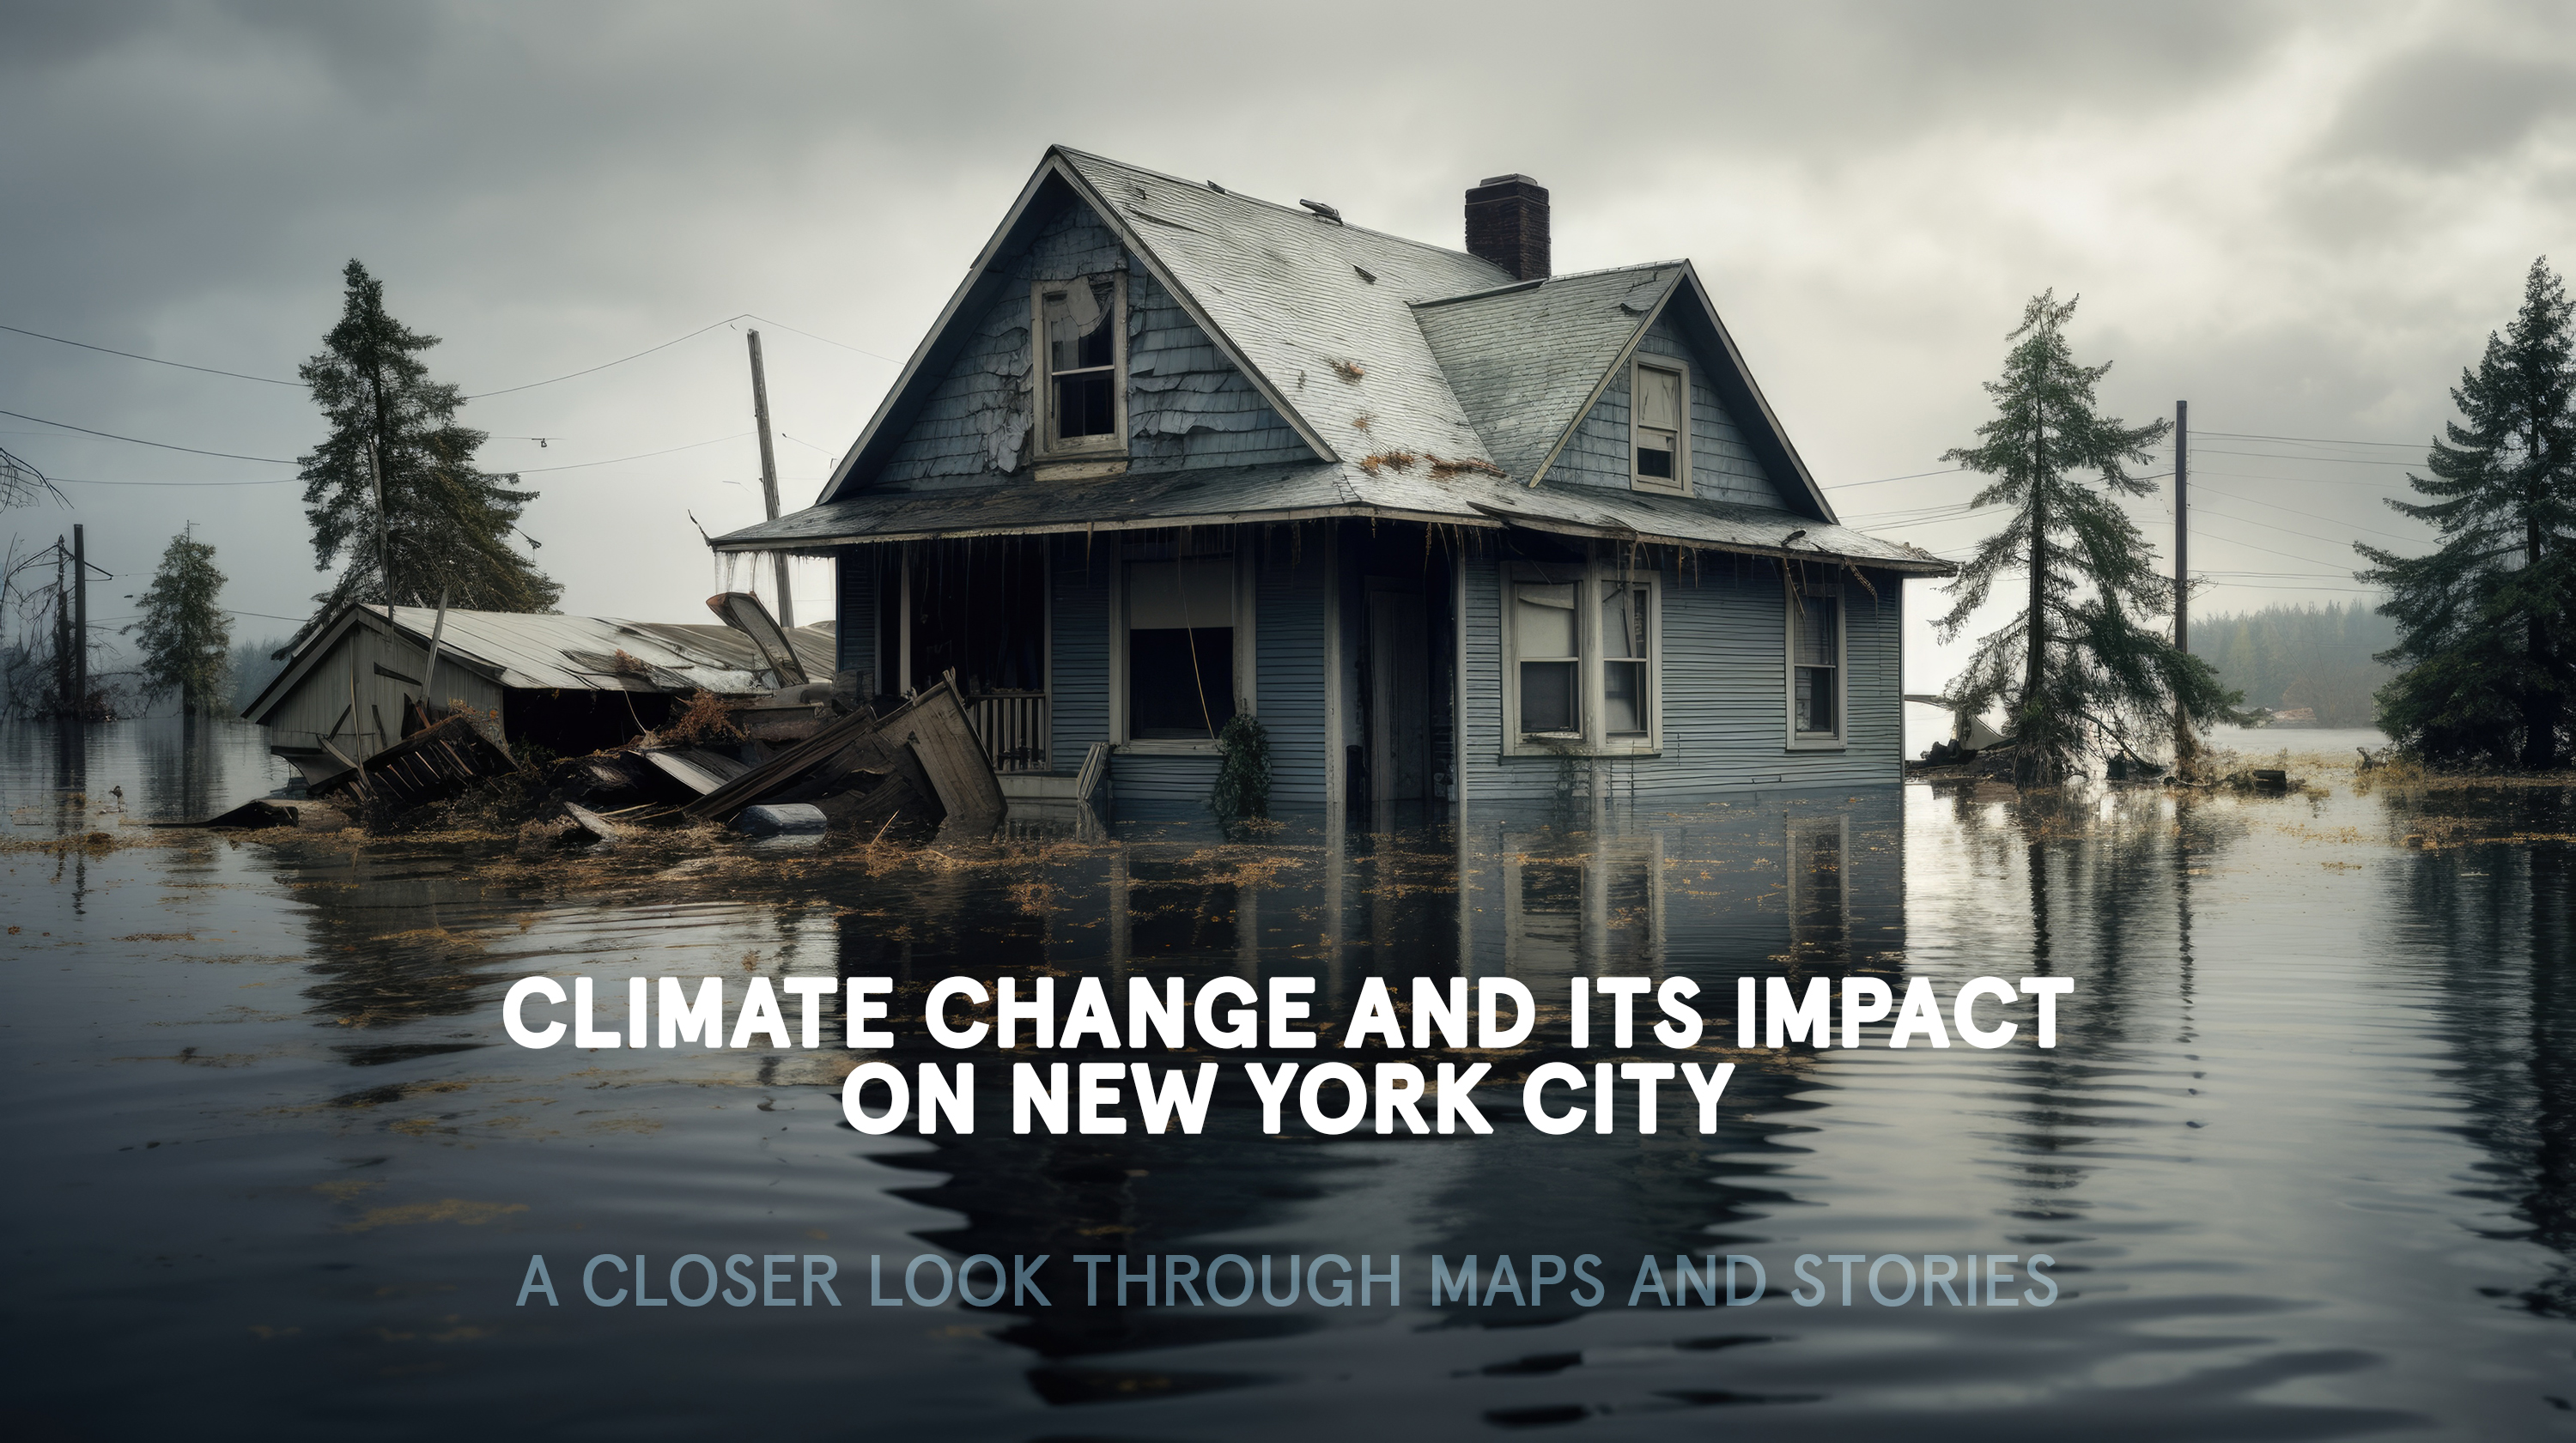 CLIMATE CHANGE AND ITS IMPACT
ON NEW YORK CITY
A CLOSER LOOK THROUGH MAPS AND STORIES